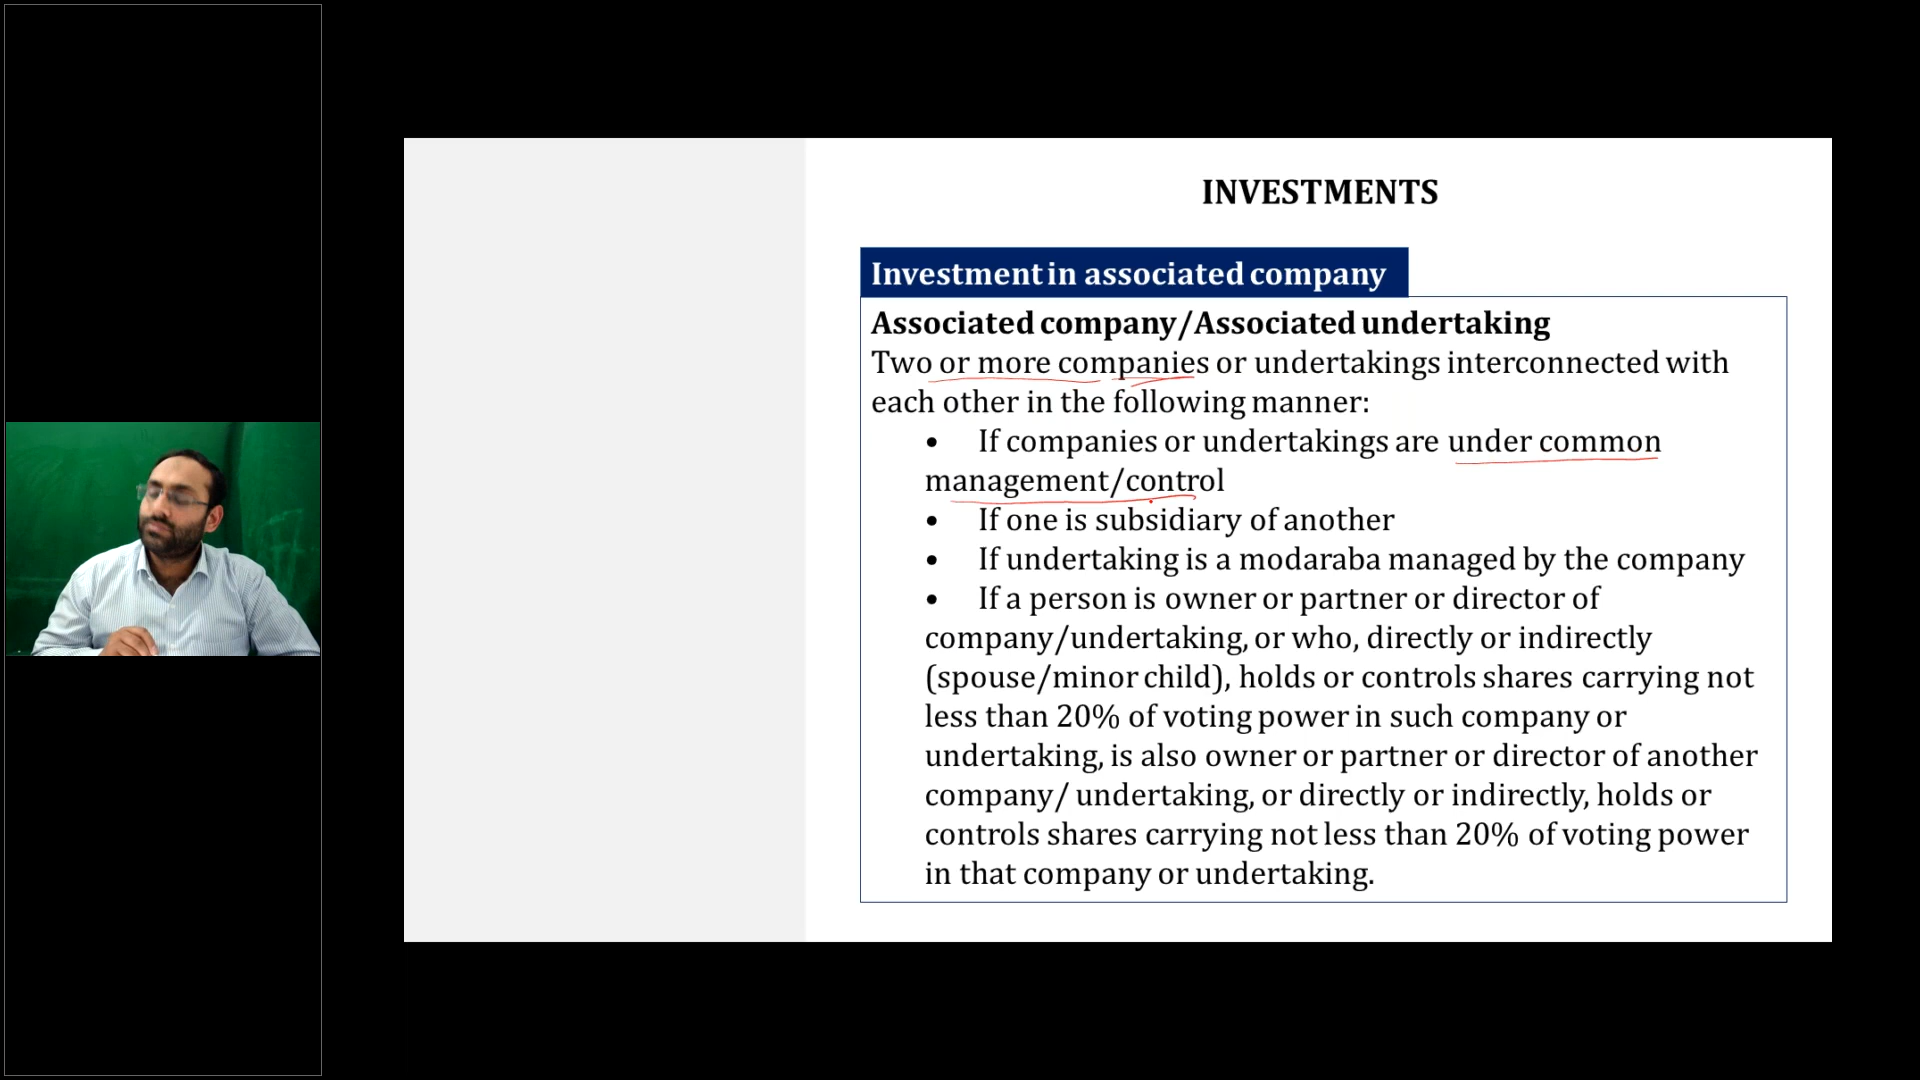 INVESTMENTS
Investment in associated company
Associated company/Associated undertaking
Two or more companies or undertakings interconnected with
each other in the following manner:
• If companies or undertakings are under common
management/control
• If one is subsidiary of another
• If undertaking is a modaraba managed by the company
• If a person is owner or partner or director of
company/undertaking, or who, directly or indirectly
(spouse/minor child), holds or controls shares carrying not
less than 20% of voting power in such company or
undertaking, is also owner or partner or director of another
company/ undertaking, or directly or indirectly, holds or
controls shares carrying not less than 20% of voting power
in that company or undertaking.